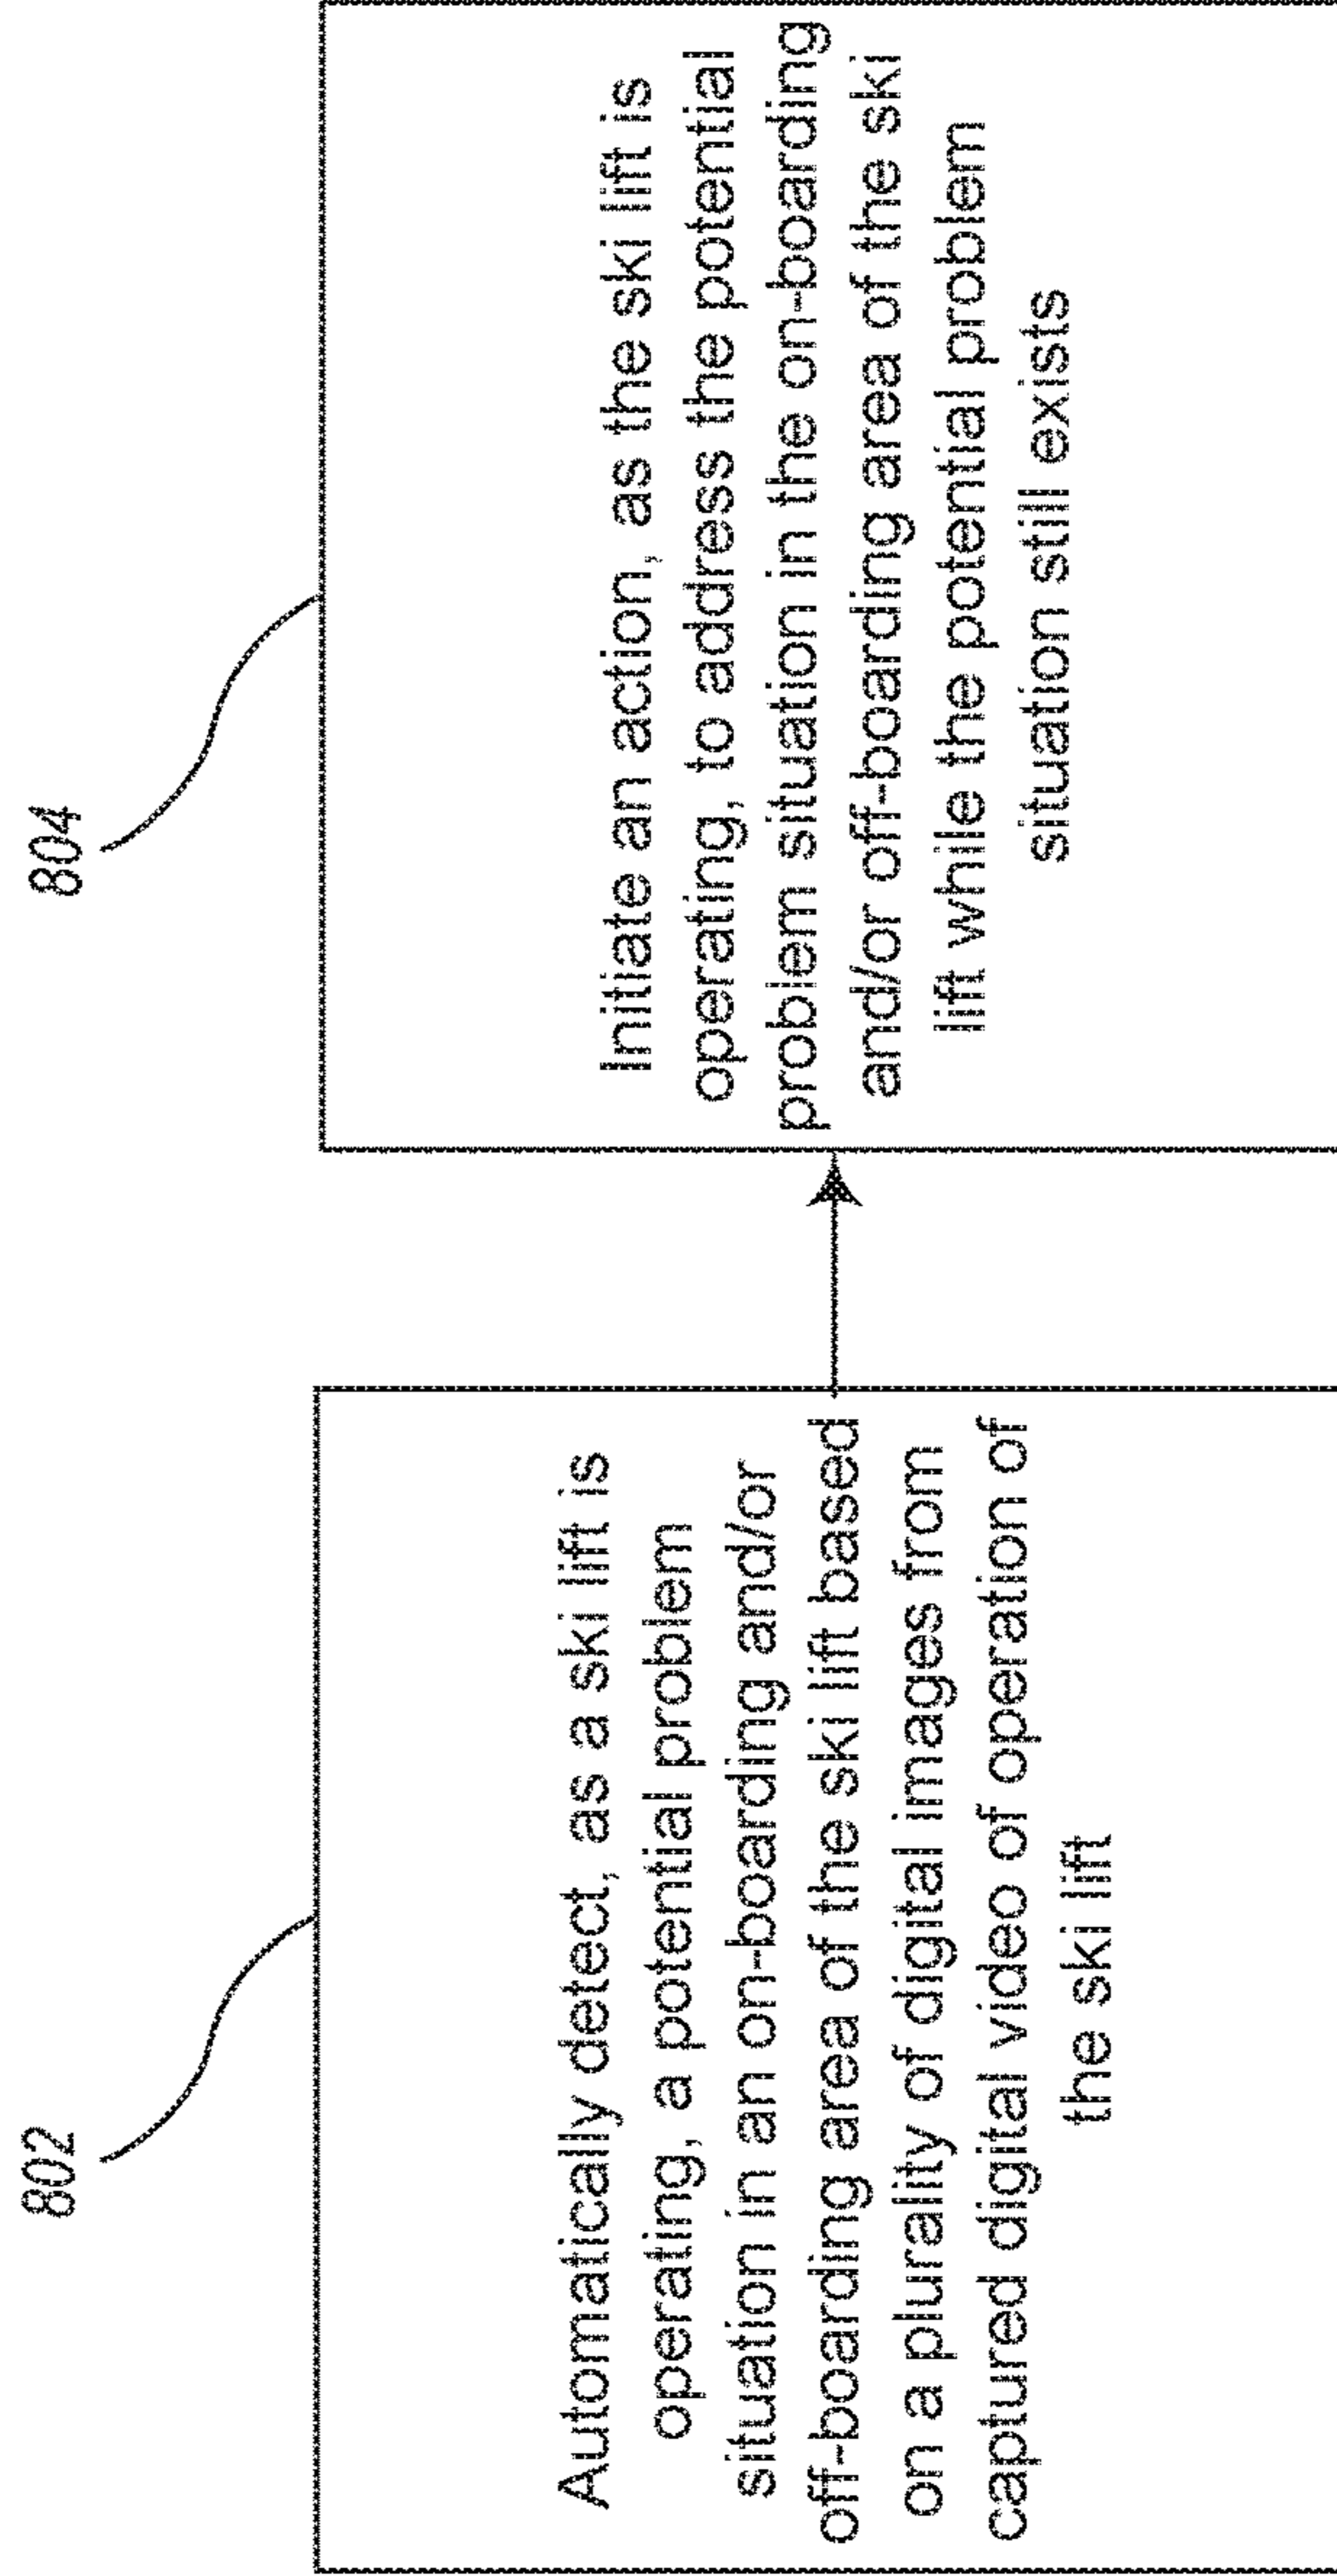 802
Automatically detect, as a ski lift is
operating, a potential problem
situation in an on-boarding and/or
off-boarding area of the ski lift based
on a plurality of digital images from
captured digital video of operation of
the ski lift
804
Initiate an action, as the ski lift is
operating, to address the potential
problem situation in the on-boarding
and/or off-boarding area of the ski
lift while the potential problem
situation still exists